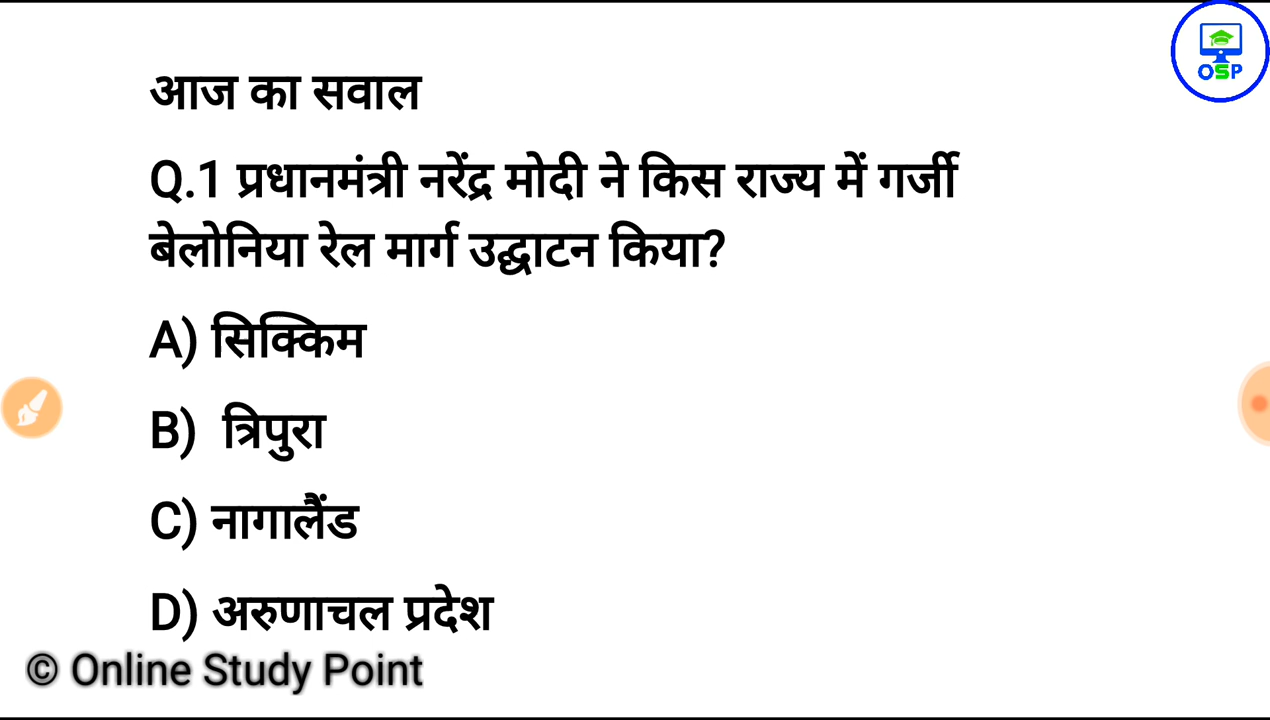 OSP
आज का सवाल
Q.1 प्रधानमंत्री नरेंद्र मोदी ने किस राज्य में गर्जी
बेलोनिया रेल मार्ग उद्घाटन किया?
A) सिक्किम
B) त्रिपुरा
C) नागालैंड
D) अरुणाचल प्रदेश
© Online Study Point